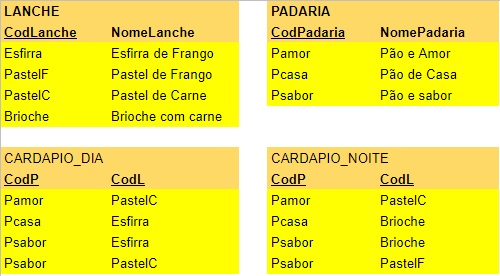 LANCHE
CodLanche NomeLanche
Esfirra Esfirra de Frango
PastelF Pastel de Frango
PastelC Pastel de Carne
Brioche Brioche com carne
PADARIA
CodPadaria NomePadaria
Pamor Pão e Amor
Pcasa Pão de Casa
Psabor Pão e sabor
CARDAPIO_DIA
CodP CodL
Pamor PastelC
Pcasa Esfirra
Psabor Esfirra
Psabor PastelC
CARDAPIO_NOITE
CodP CodL
Pamor PastelC
Pcasa Brioche
Psabor Brioche
Psabor PastelF